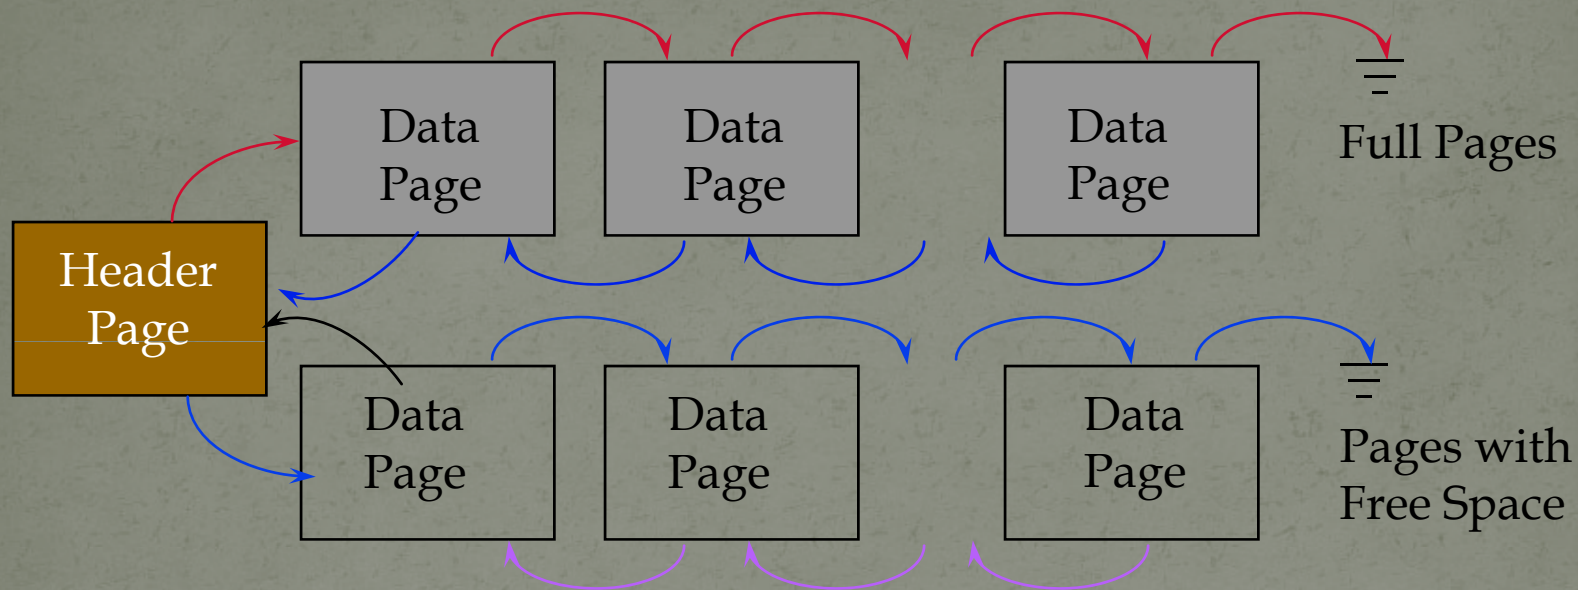 Data
Page
Data
Page
Data
Page
Full Pages
Header
Page
Data
Page
Data
Page
Data
Page
Pages with
Free Space